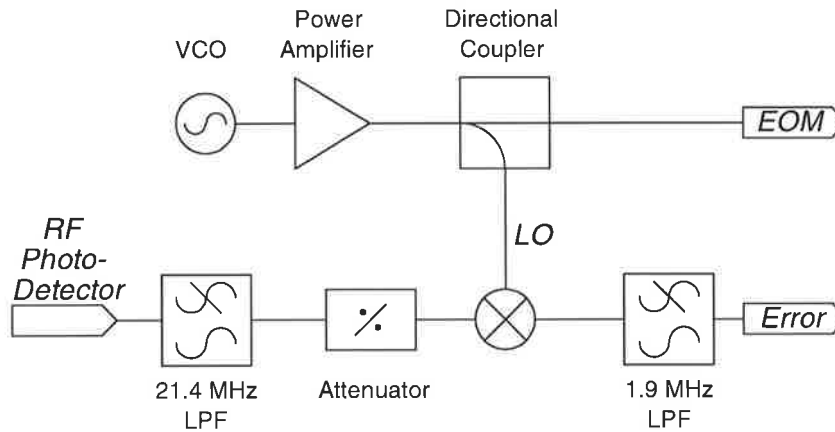 Power
Amplifier
Directional
Coupler
VCO
EOM
LO
RF
Photo-
Detector
Error
21.4 MHz
LPF
Attenuator
1.9 MHz
LPF